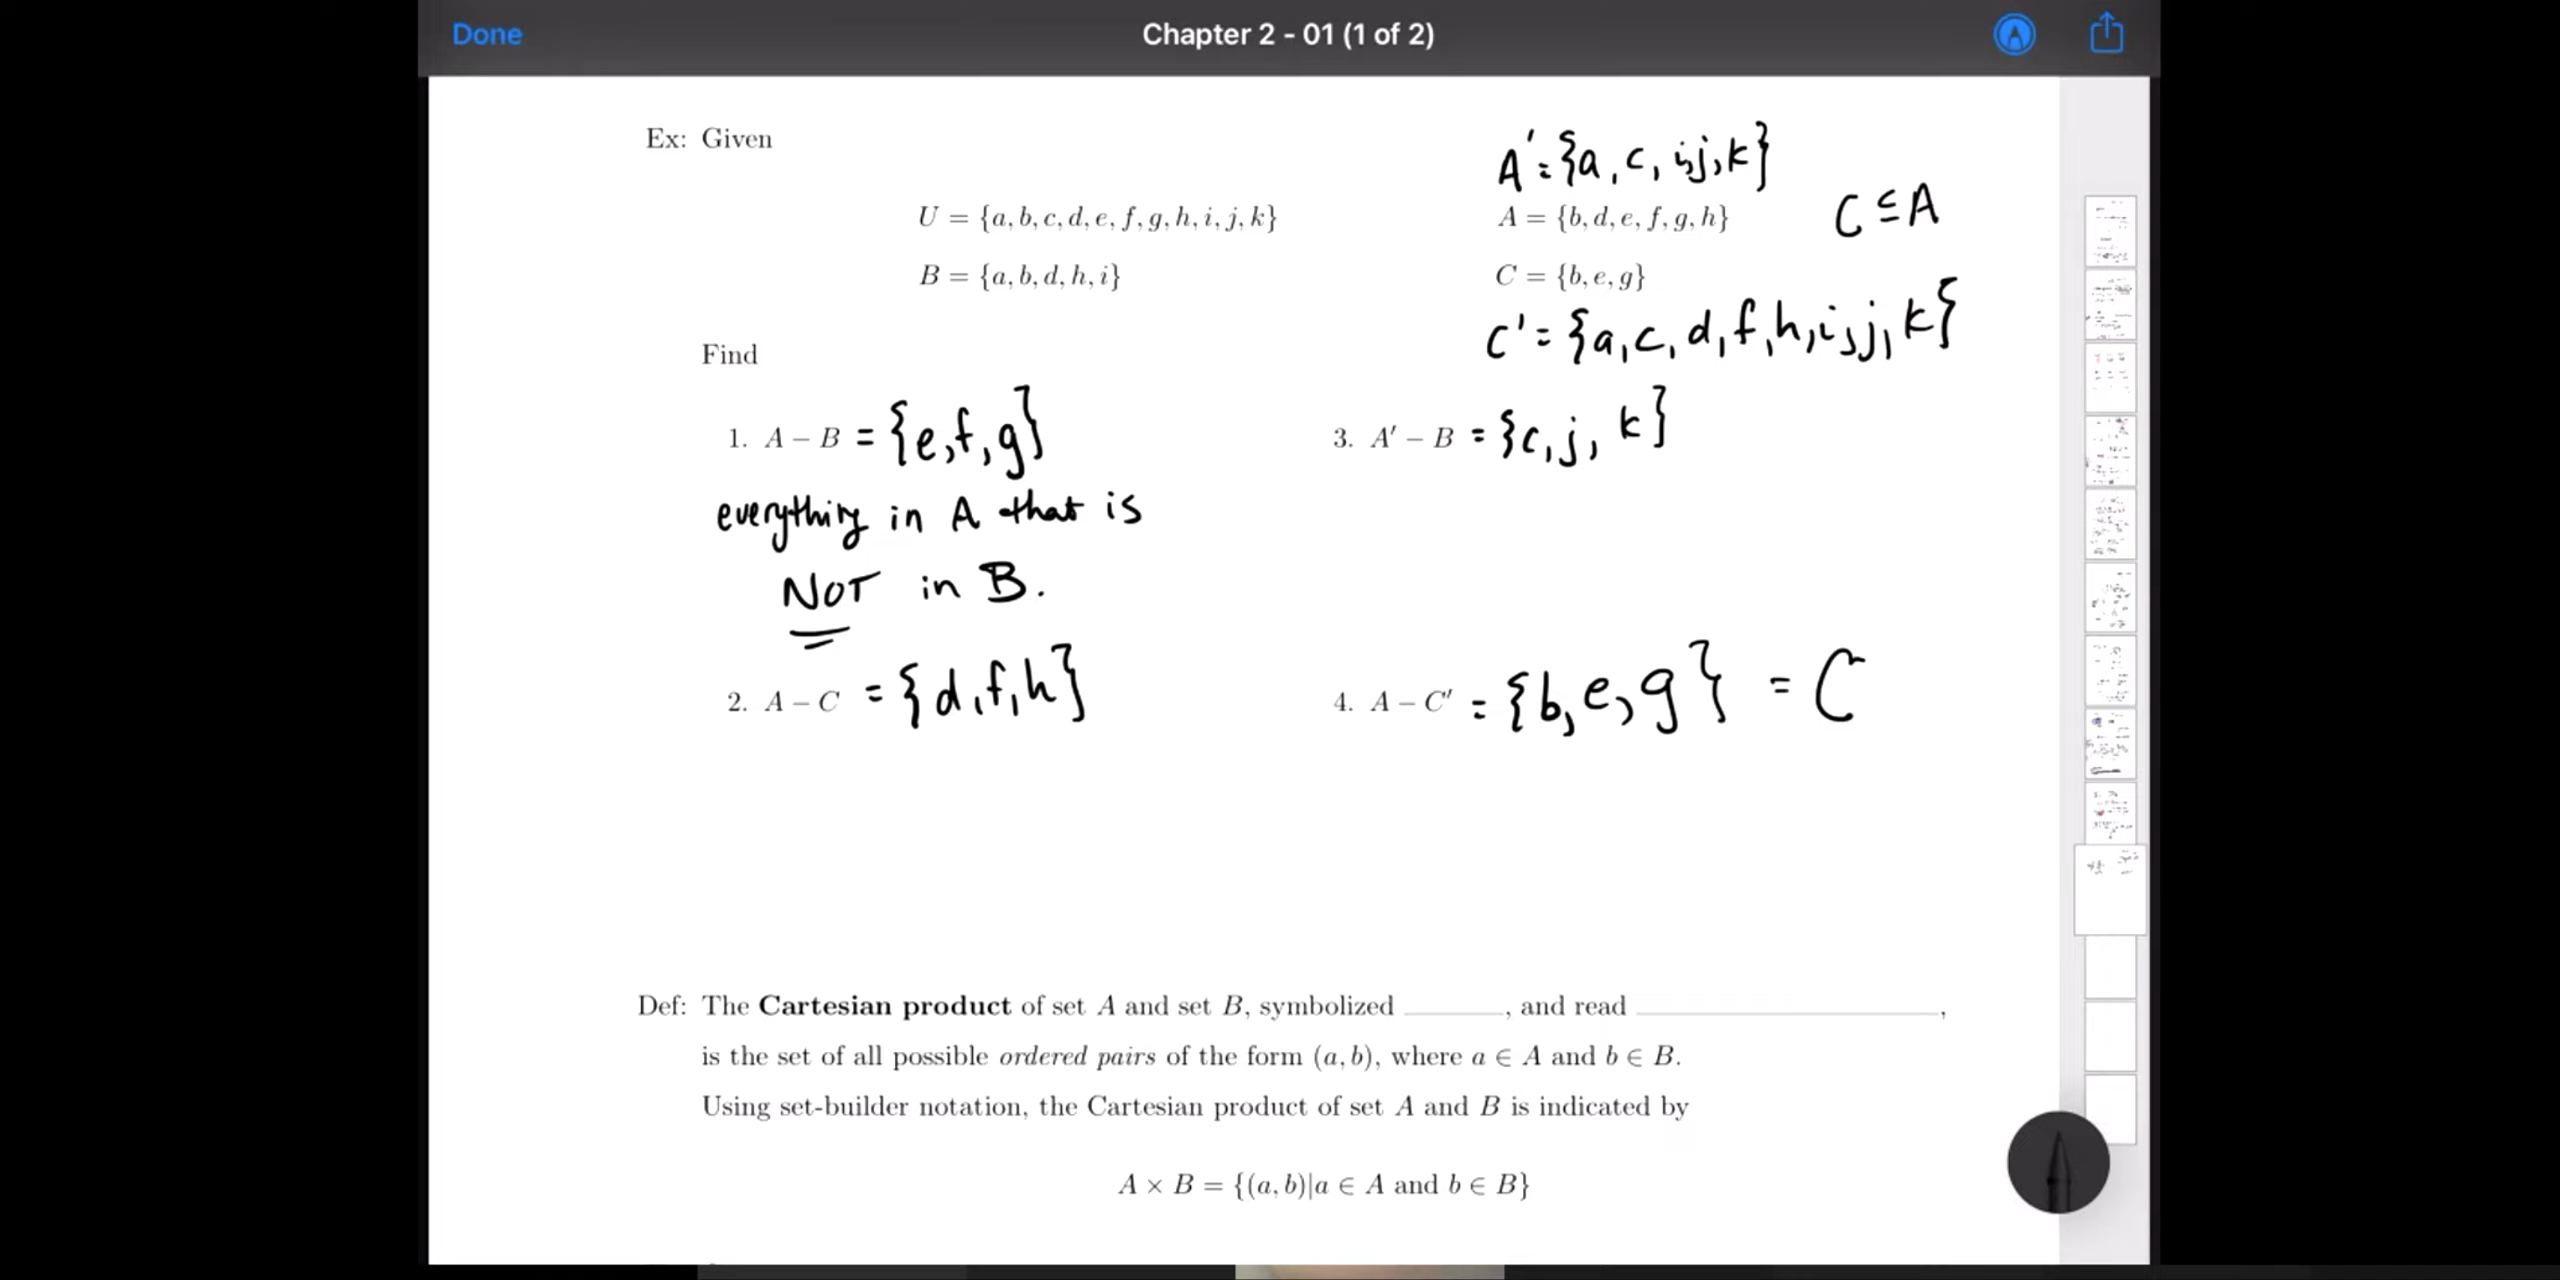 Done
Chapter 2 - 01 (1 of 2)
Ex: Given
A' = {a, c, i, j, k}
U = {a, b, c, d, e, f, g, h, i, j, k}
A = {b, d, e, f, g, h}
C ⊆ A
B = {a, b, d, h, i}
C = {b, e, g}
C' = {a, c, d, f, h, i, j, k}
Find
1. A − B = {e, f, g}
3. A′ − B = {c, j, k}
everything in A that is
NOT in B.
2. A − C = {d, f, h}
4. A − C′ = {b, e, g} = C
Def: The Cartesian product of set A and set B, symbolized ______, and read ______,
is the set of all possible ordered pairs of the form (a, b), where a ∈ A and b ∈ B.
Using set-builder notation, the Cartesian product of set A and B is indicated by
A × B = {(a, b)|a ∈ A and b ∈ B}